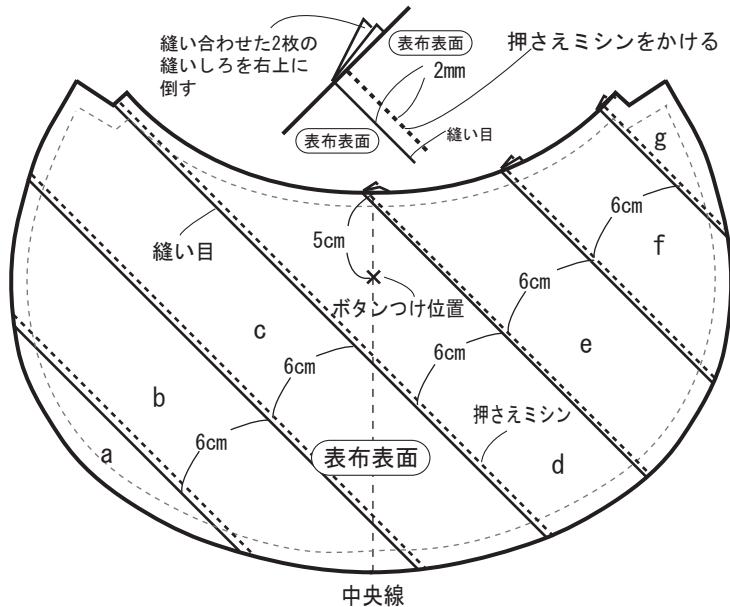 縫い合わせた2枚の
縫いしろを右上に
倒す
表布表面
押さえミシンをかける
2mm
表布表面
縫い目
g
6cm
f
縫い目
5cm
6cm
ボタンつけ位置
c
e
6cm
6cm
b
6cm
押さえミシン
a
表布表面
d
中央線